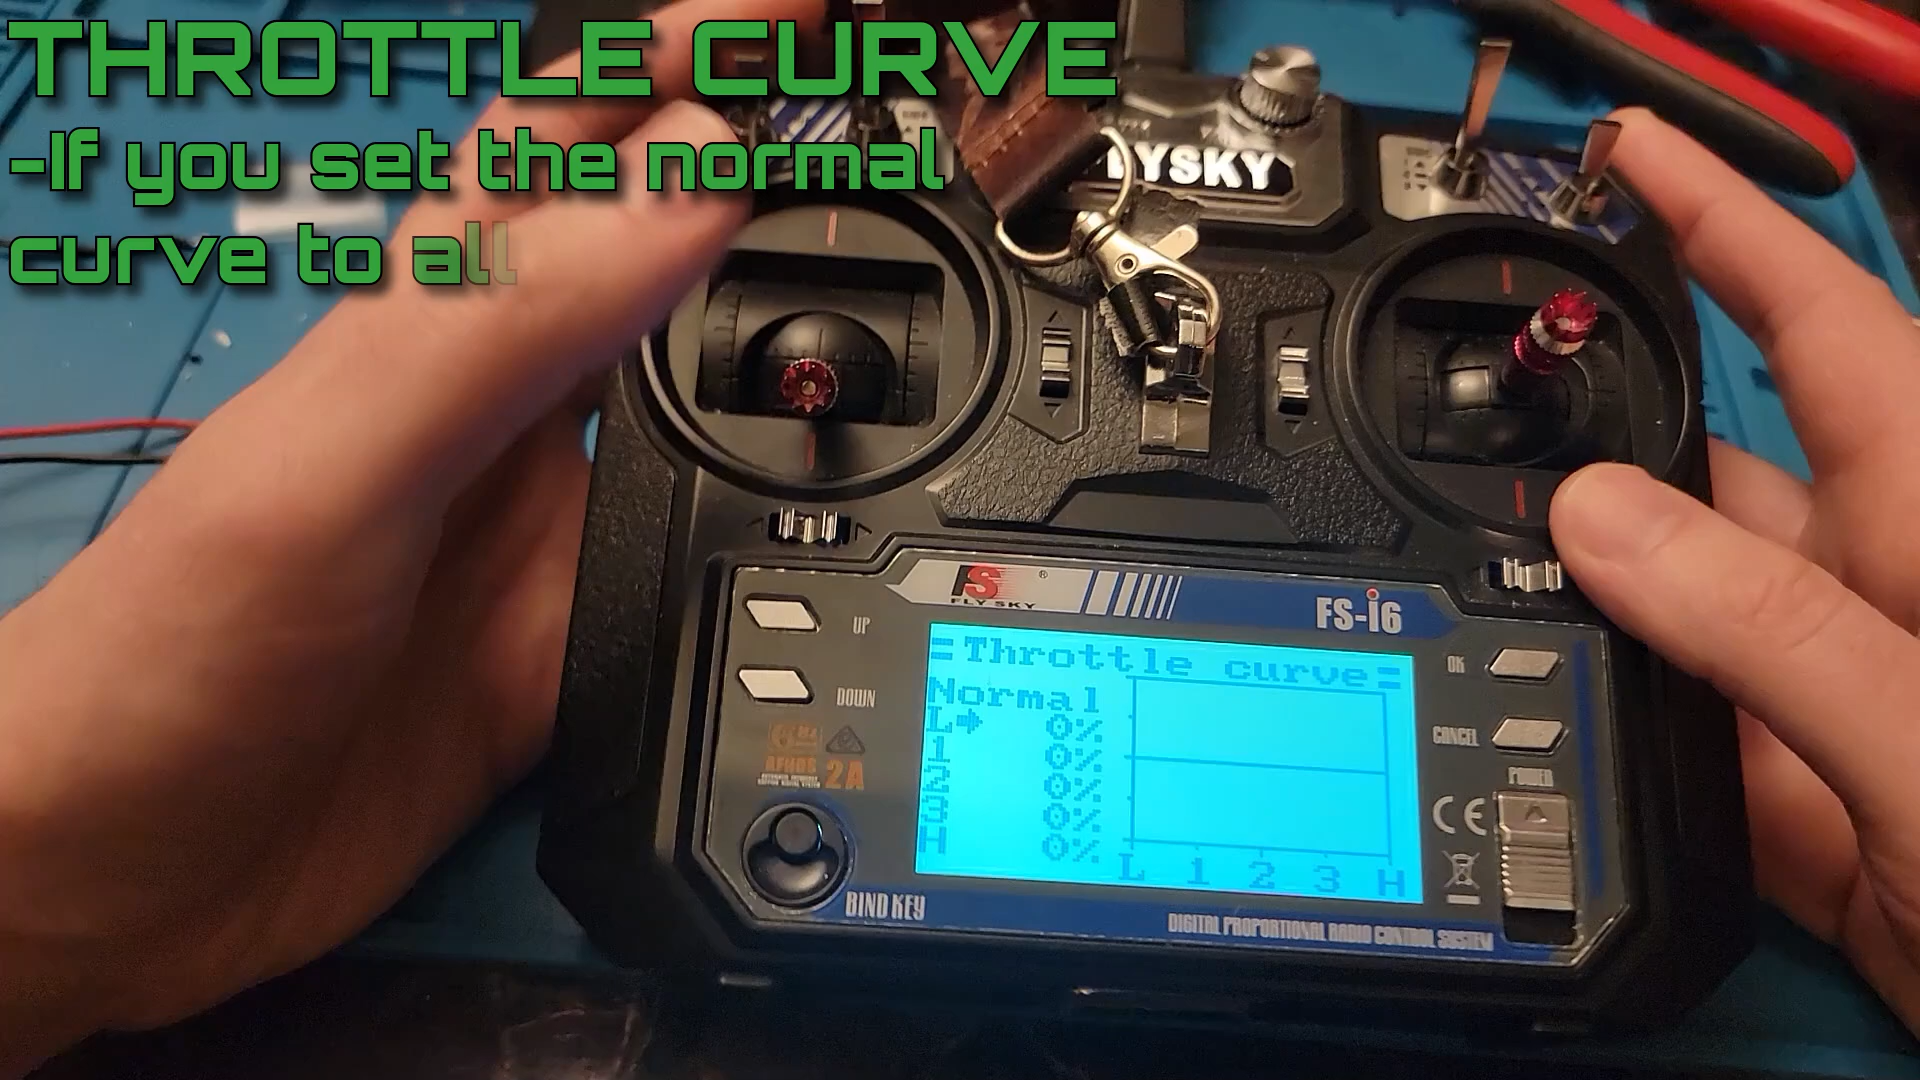 THROTTLE CURVE
-If you set the normal
curve to all
YSKY
FS
®
FLY SKY
FS-i6
UP
DOWN
OK
CANCEL
POWER
=Throttle curve=
Normal
L→ 0%
1 0%
2 0%
3 0%
H 0%
L 1 2 3 H
AFHDS 2A
CE
BIND KEY
DIGITAL PROPORTIONAL RADIO CONTROL SYSTEM